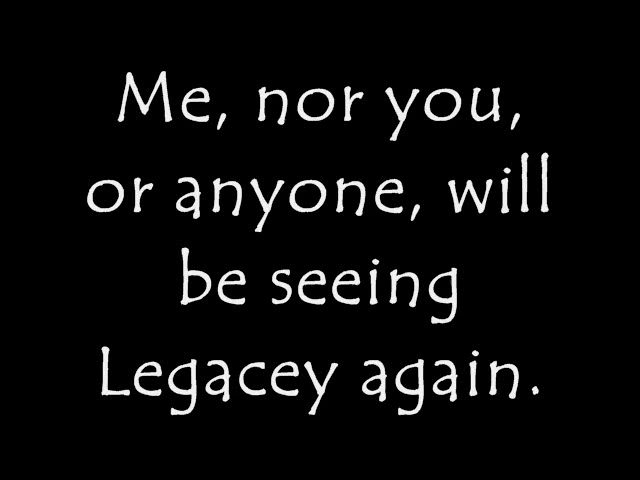 Me, nor you,
or anyone, will
be seeing
Legacey again.